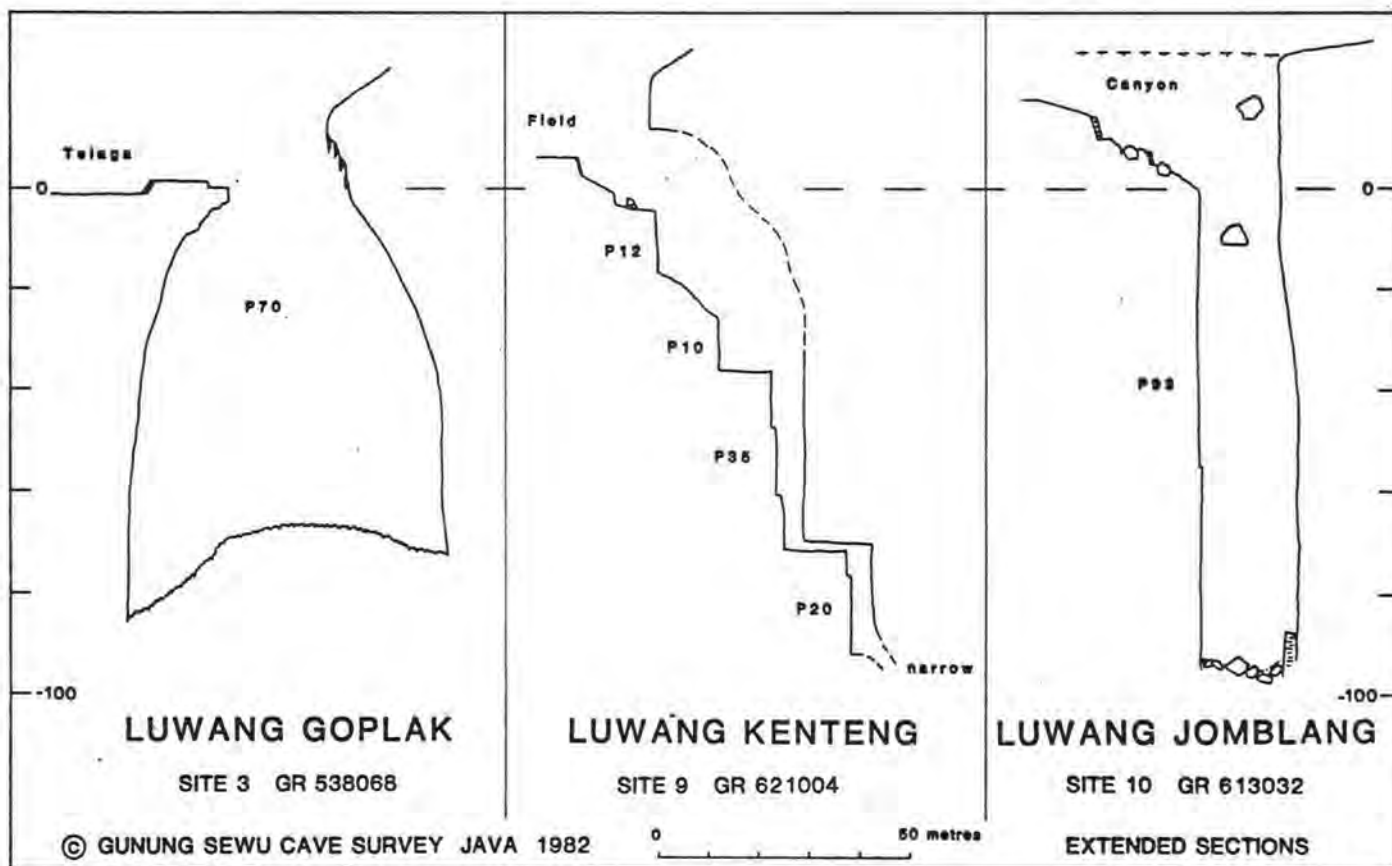 Telaga
0
P70
-100
LUWANG GOPLAK
SITE 3 GR 538068
Field
P12
P10
P35
P20
narrow
LUWANG KENTENG
SITE 9 GR 621004
Canyon
0
P93
-100
LUWANG JOMBLANG
SITE 10 GR 613032
© GUNUNG SEWU CAVE SURVEY JAVA 1982
0 50 metres
EXTENDED SECTIONS